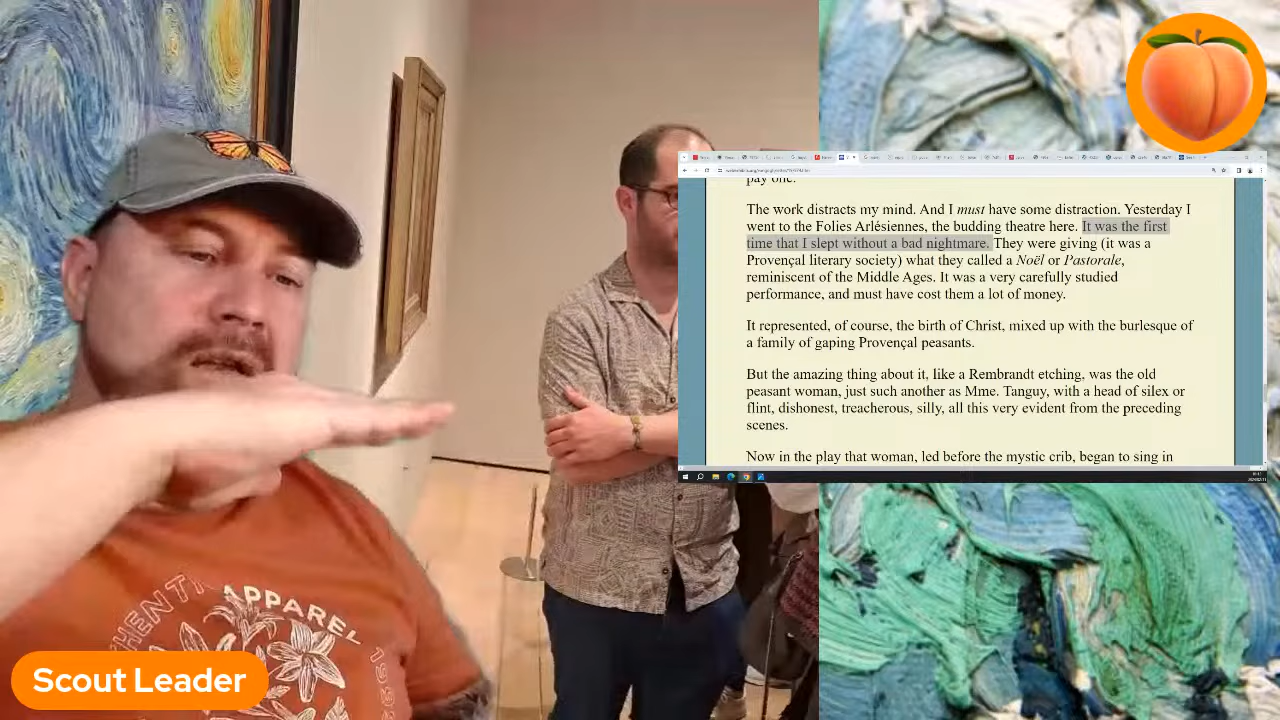 pay one.
The work distracts my mind. And I must have some distraction. Yesterday I
went to the Folies Arlésiennes, the budding theatre here. It was the first
time that I slept without a bad nightmare. They were giving (it was a
Provençal literary society) what they called a Noël or Pastorale,
reminiscent of the Middle Ages. It was a very carefully studied
performance, and must have cost them a lot of money.
It represented, of course, the birth of Christ, mixed up with the burlesque of
a family of gaping Provençal peasants.
But the amazing thing about it, like a Rembrandt etching, was the old
peasant woman, just such another as Mme. Tanguy, with a head of silex or
flint, dishonest, treacherous, silly, all this very evident from the preceding
scenes.
Now in the play that woman, led before the mystic crib, began to sing in
APPAREL
Scout Leader